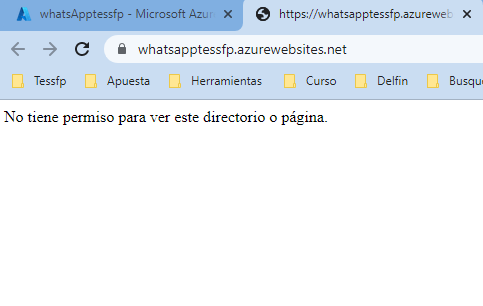 whatsApptessfp - Microsoft Azur
https://whatsapptessfp.azureweb
whatsapptessfp.azurewebsites.net
Tessfp Apuesta Herramientas Curso Delfin Busqu
No tiene permiso para ver este directorio o página.